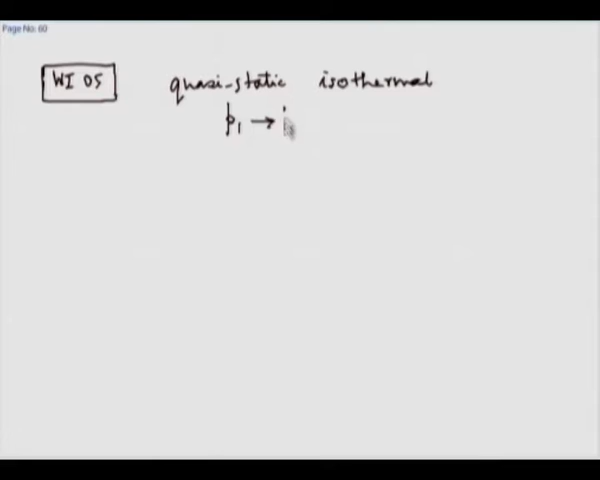 Page No: 60
WI 05 quasi-static isothermal
p₁ →